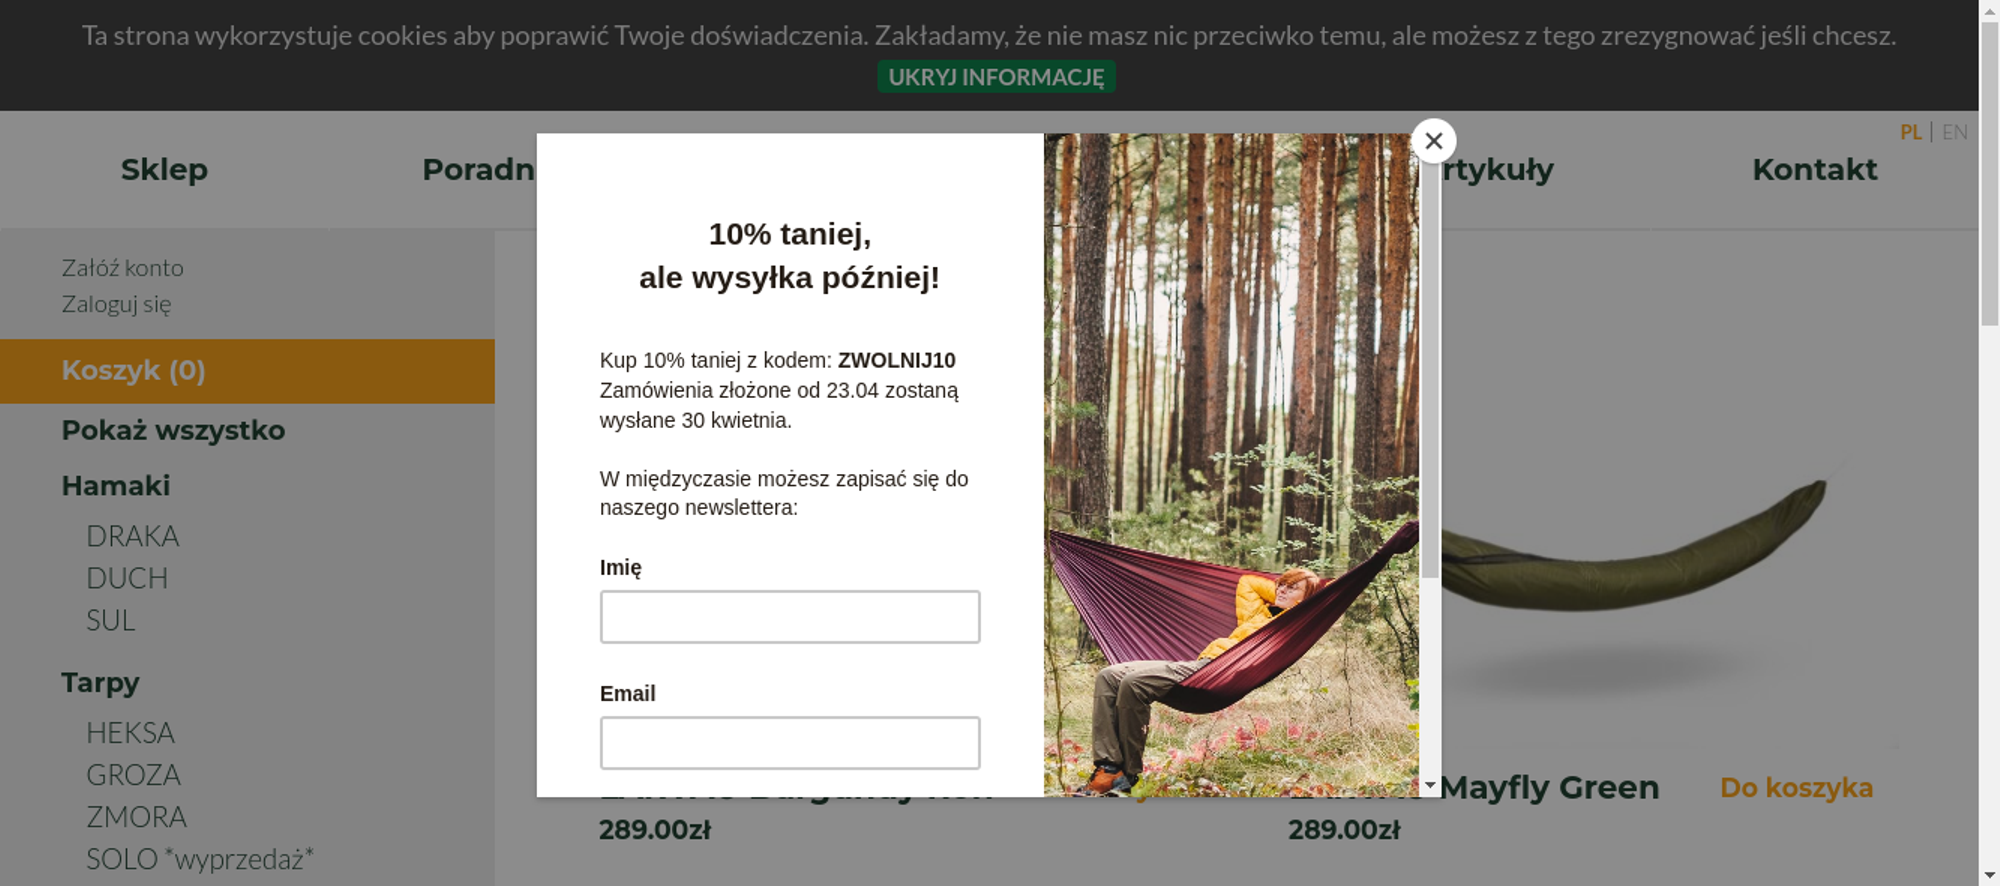 Ta strona wykorzystuje cookies aby poprawić Twoje doświadczenia. Zakładamy, że nie masz nic przeciwko temu, ale możesz z tego zrezygnować jeśli chcesz.
UKRYJ INFORMACJĘ
PL | EN
Sklep
Poradn
rtykuły
Kontakt
Załóż konto
Zaloguj się
Koszyk (0)
Pokaż wszystko
Hamaki
DRAKA
DUCH
SUL
Tarpy
HEKSA
GROZA
ZMORA
SOLO *wyprzedaż*
10% taniej,
ale wysyłka później!
Kup 10% taniej z kodem: ZWOLNIJ10
Zamówienia złożone od 23.04 zostaną
wysłane 30 kwietnia.
W międzyczasie możesz zapisać się do
naszego newslettera:
Imię
Email
Mayfly Green
Do koszyka
289.00zł
289.00zł